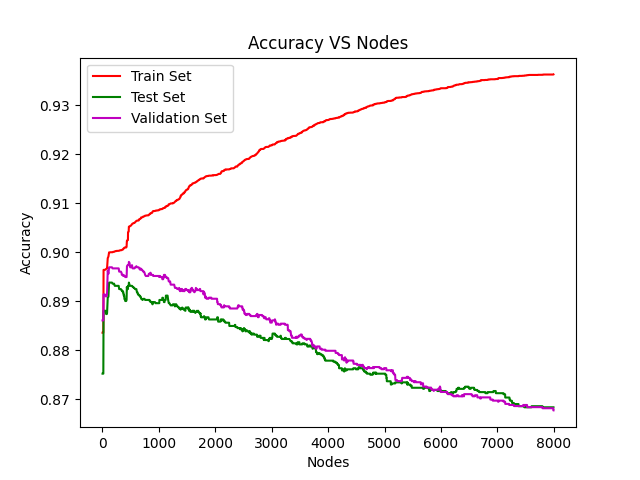 Accuracy VS Nodes
Train Set
Test Set
Validation Set
0.93
0.92
0.91
0.90
0.89
0.88
0.87
Accuracy
0 1000 2000 3000 4000 5000 6000 7000 8000
Nodes